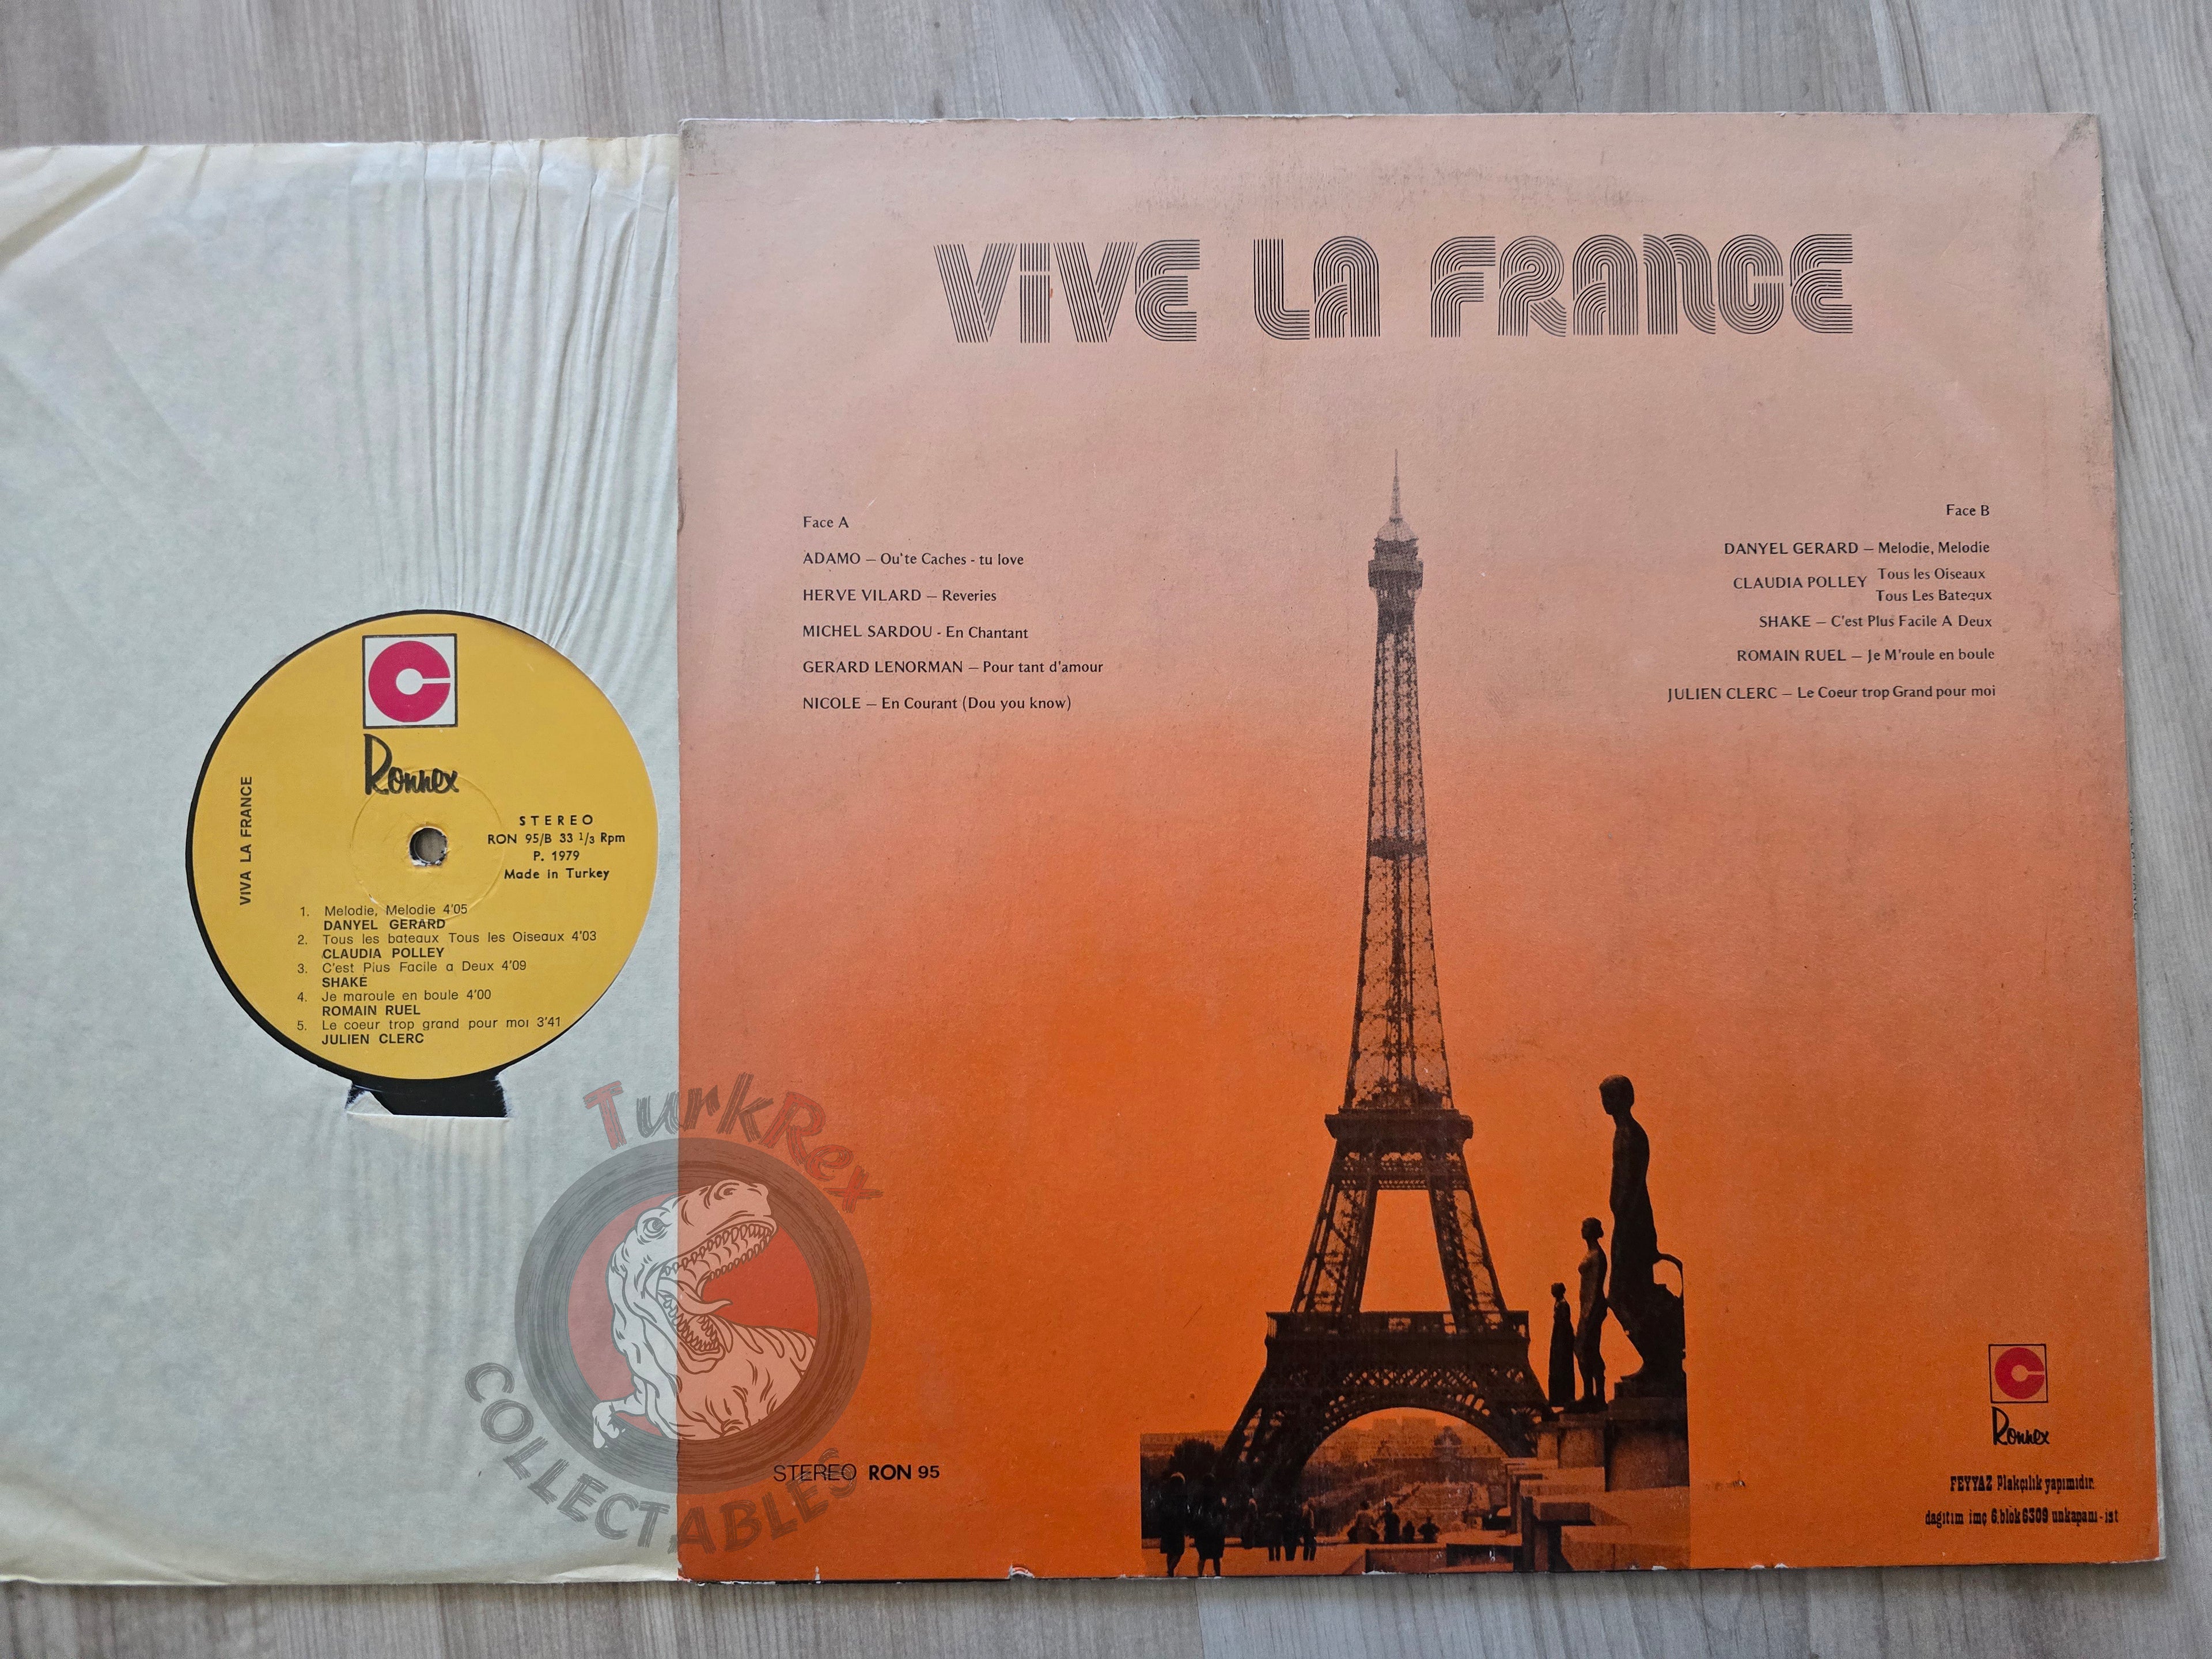 VIVE LA FRANCE
Face A
ADAMO – Ou'te Caches - tu love
HERVE VILARD – Reveries
MICHEL SARDOU - En Chantant
GERARD LENORMAN – Pour tant d'amour
NICOLE – En Courant (Dou you know)
Face B
DANYEL GERARD – Melodie, Melodie
CLAUDIA POLLEY Tous les Oiseaux
Tous Les Bateaux
SHAKE – C'est Plus Facile A Deux
ROMAIN RUEL – Je M'roule en boule
JULIEN CLERC – Le Coeur trop Grand pour moi
STEREO RON 95
C
Ronnex
FEYYAZ Plakçılık yapımıdır.
dağıtım imç 6.blok 6309 unkapanı-ist
C
Ronnex
VIVA LA FRANCE
STEREO
RON 95/B 33 1/3 Rpm
P. 1979
Made in Turkey
1. Melodie, Melodie 4'05
DANYEL GERARD
2. Tous les bateaux Tous les Oiseaux 4'03
CLAUDIA POLLEY
3. C'est Plus Facile a Deux 4'09
SHAKE
4. Je maroule en boule 4'00
ROMAIN RUEL
5. Le coeur trop grand pour moi 3'41
JULIEN CLERC
TurkRex
COLLECTABLES